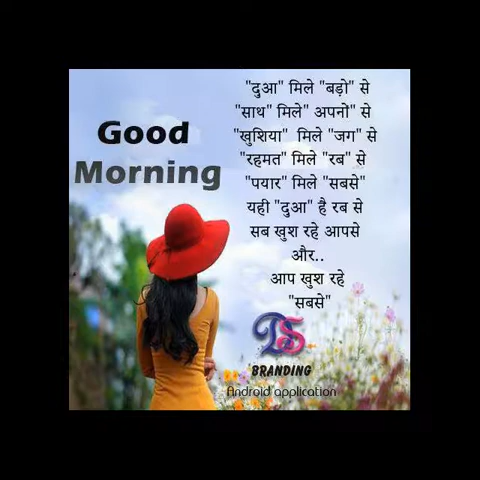 Good
Morning
"दुआ" मिले "बड़ो" से
"साथ" मिले" अपनों" से
"खुशिया" मिले "जग" से
"रहमत" मिले "रब" से
"पयार" मिले "सबसे"
यही "दुआ" है रब से
सब खुश रहे आपसे
और..
आप खुश रहे
"सबसे"
DS
BRANDING
Android application